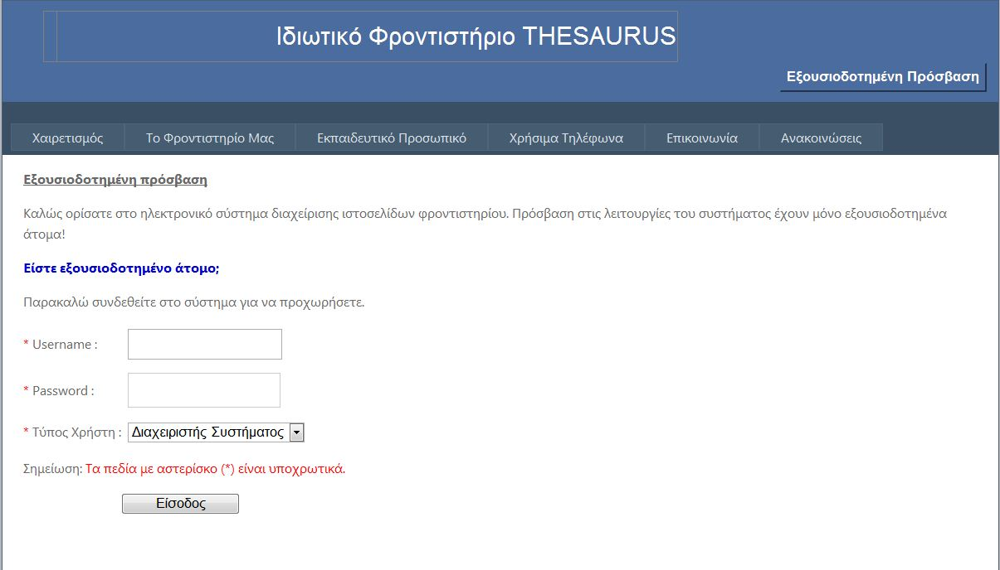 Ιδιωτικό Φροντιστήριο THESAURUS
Εξουσιοδοτημένη Πρόσβαση
Χαιρετισμός Το Φροντιστηρίο Μας Εκπαιδευτικό Προσωπικό Χρήσιμα Τηλέφωνα Επικοινωνία Ανακοινώσεις
Εξουσιοδοτημένη πρόσβαση
Καλώς ορίσατε στο ηλεκτρονικό σύστημα διαχείρισης ιστοσελίδων φροντιστηρίου. Πρόσβαση στις λειτουργίες του συστήματος έχουν μόνο εξουσιοδοτημένα
άτομα!
Είστε εξουσιοδοτημένο άτομο;
Παρακαλώ συνδεθείτε στο σύστημα για να προχωρήσετε.
* Username :
* Password :
* Τύπος Χρήστη : Διαχειριστής Συστήματος
Σημείωση: Τα πεδία με αστερίσκο (*) είναι υποχρωτικά.
Είσοδος